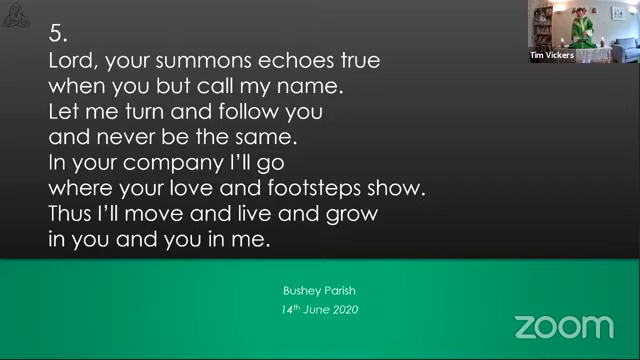 5.
Lord, your summons echoes true
when you but call my name.
Let me turn and follow you
and never be the same.
In your company I’ll go
where your love and footsteps show.
Thus I’ll move and live and grow
in you and you in me.
Tim Vickers
Bushey Parish
14th June 2020
zoom